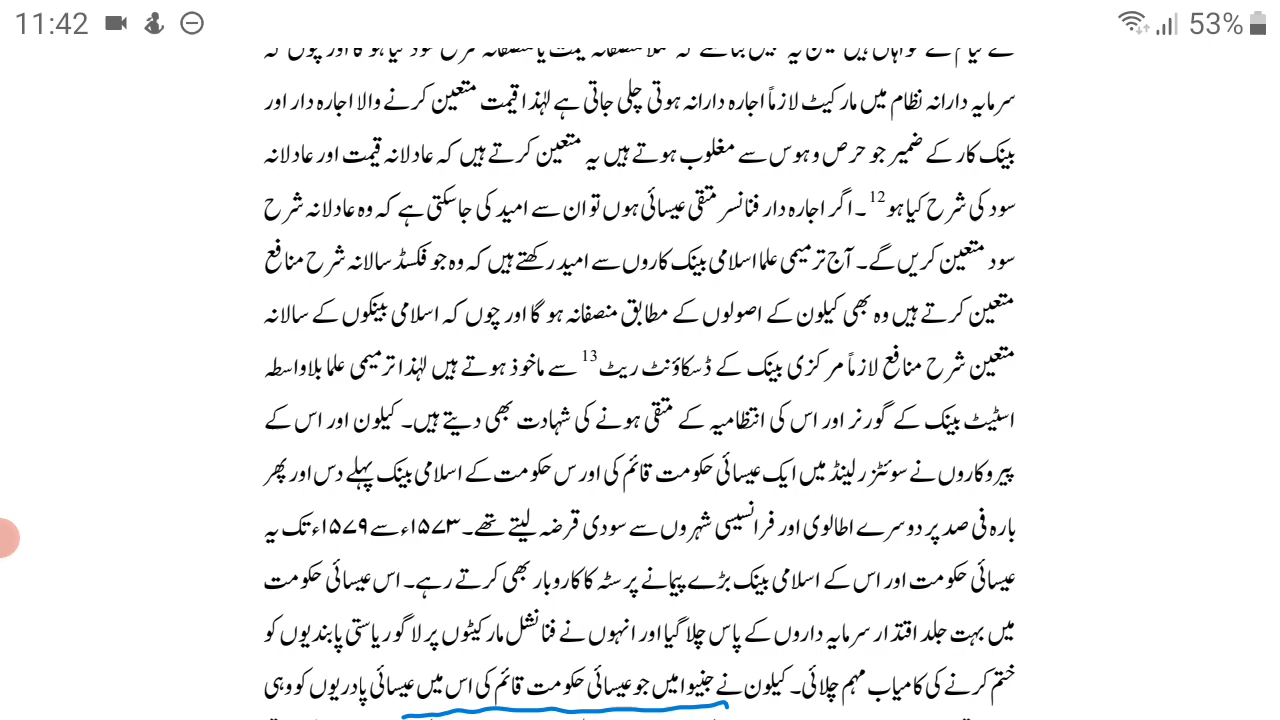 11:42 53%
سرمایہ دارانہ نظام میں مارکیٹ لازماً اجارہ دارانہ ہوتی چلی جاتی ہے لہٰذا قیمت متعین کرنے والا اجارہ دار اور
بینک کار کے ضمیر جو حرص و ہوس سے مغلوب ہوتے ہیں یہ متعین کرتے ہیں کہ عادلانہ قیمت اور عادلانہ
سود کی شرح کیا ہو12۔ اگر اجارہ دار فنانسر متقی عیسائی ہوں تو ان سے امید کی جاسکتی ہے کہ وہ عادلانہ شرح
سود متعین کریں گے۔ آج ترمیمی علما اسلامی بینک کاروں سے امید رکھتے ہیں کہ وہ جو فکسڈ سالانہ شرح منافع
متعین کرتے ہیں وہ بھی کیلون کے اصولوں کے مطابق منصفانہ ہو گا اور چوں کہ اسلامی بینکوں کے سالانہ
متعین شرح منافع لازماً مرکزی بینک کے ڈسکاؤنٹ ریٹ13 سے ماخوذ ہوتے ہیں لہٰذا ترمیمی علما بلاواسطہ
اسٹیٹ بینک کے گورنر اور اس کی انتظامیہ کے متقی ہونے کی شہادت بھی دیتے ہیں۔ کیلون اور اس کے
پیروکاروں نے سوئٹزرلینڈ میں ایک عیسائی حکومت قائم کی اور س حکومت کے اسلامی بینک پہلے دس اور پھر
بارہ فی صد پر دوسرے اطالوی اور فرانسیسی شہروں سے سودی قرضہ لیتے تھے۔ ۱۵۷۳ء سے ۱۵۷۹ء تک یہ
عیسائی حکومت اور اس کے اسلامی بینک بڑے پیمانے پر سٹہ کا کاروبار بھی کرتے رہے۔ اس عیسائی حکومت
میں بہت جلد اقتدار سرمایہ داروں کے پاس چلا گیا اور انہوں نے فنانشل مارکیٹوں پر لاگو ریاستی پابندیوں کو
ختم کرنے کی کامیاب مہم چلائی۔ کیلون نے جنیوا میں جو عیسائی حکومت قائم کی اس میں عیسائی پادریوں کو وہی